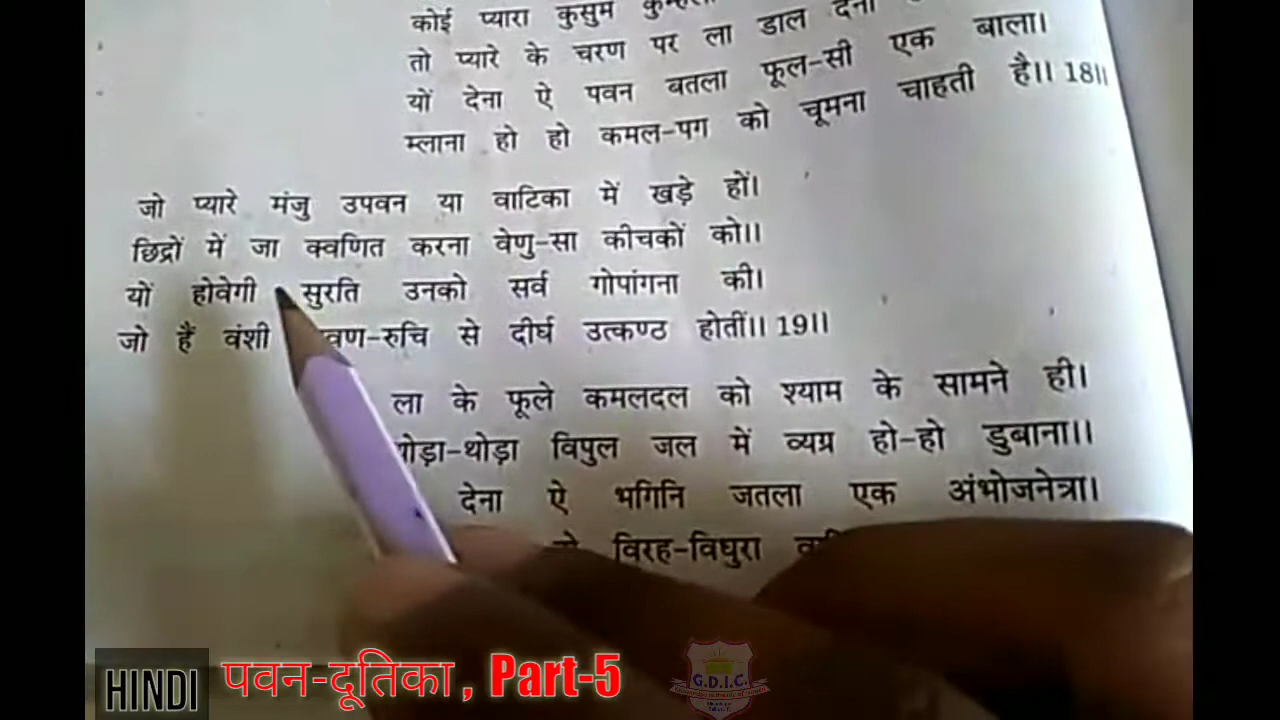 कोई प्यारा कुसुम
तो प्यारे के चरण पर ला डाल देना
यों देना ऐ पवन बतला फूल-सी एक बाला।
म्लाना हो हो कमल-पग को चूमना चाहती है।। 18।।
जो प्यारे मंजु उपवन या वाटिका में खड़े हों।
छिद्रों में जा क्वणित करना वेणु-सा कीचकों को।।
यों होवेगी सुरति उनको सर्व गोपांगना की।
जो हैं वंशी वण-रुचि से दीर्घ उत्कण्ठ होतीं।। 19।।
ला के फूले कमलदल को श्याम के सामने ही।
थोड़ा-थोड़ा विपुल जल में व्यग्र हो-हो डुबाना।।
देना ऐ भगिनि जतला एक अंभोजनेत्रा।
से विरह-विधुरा
HINDI पवन-दूतिका, Part-5
G.D.I.C.